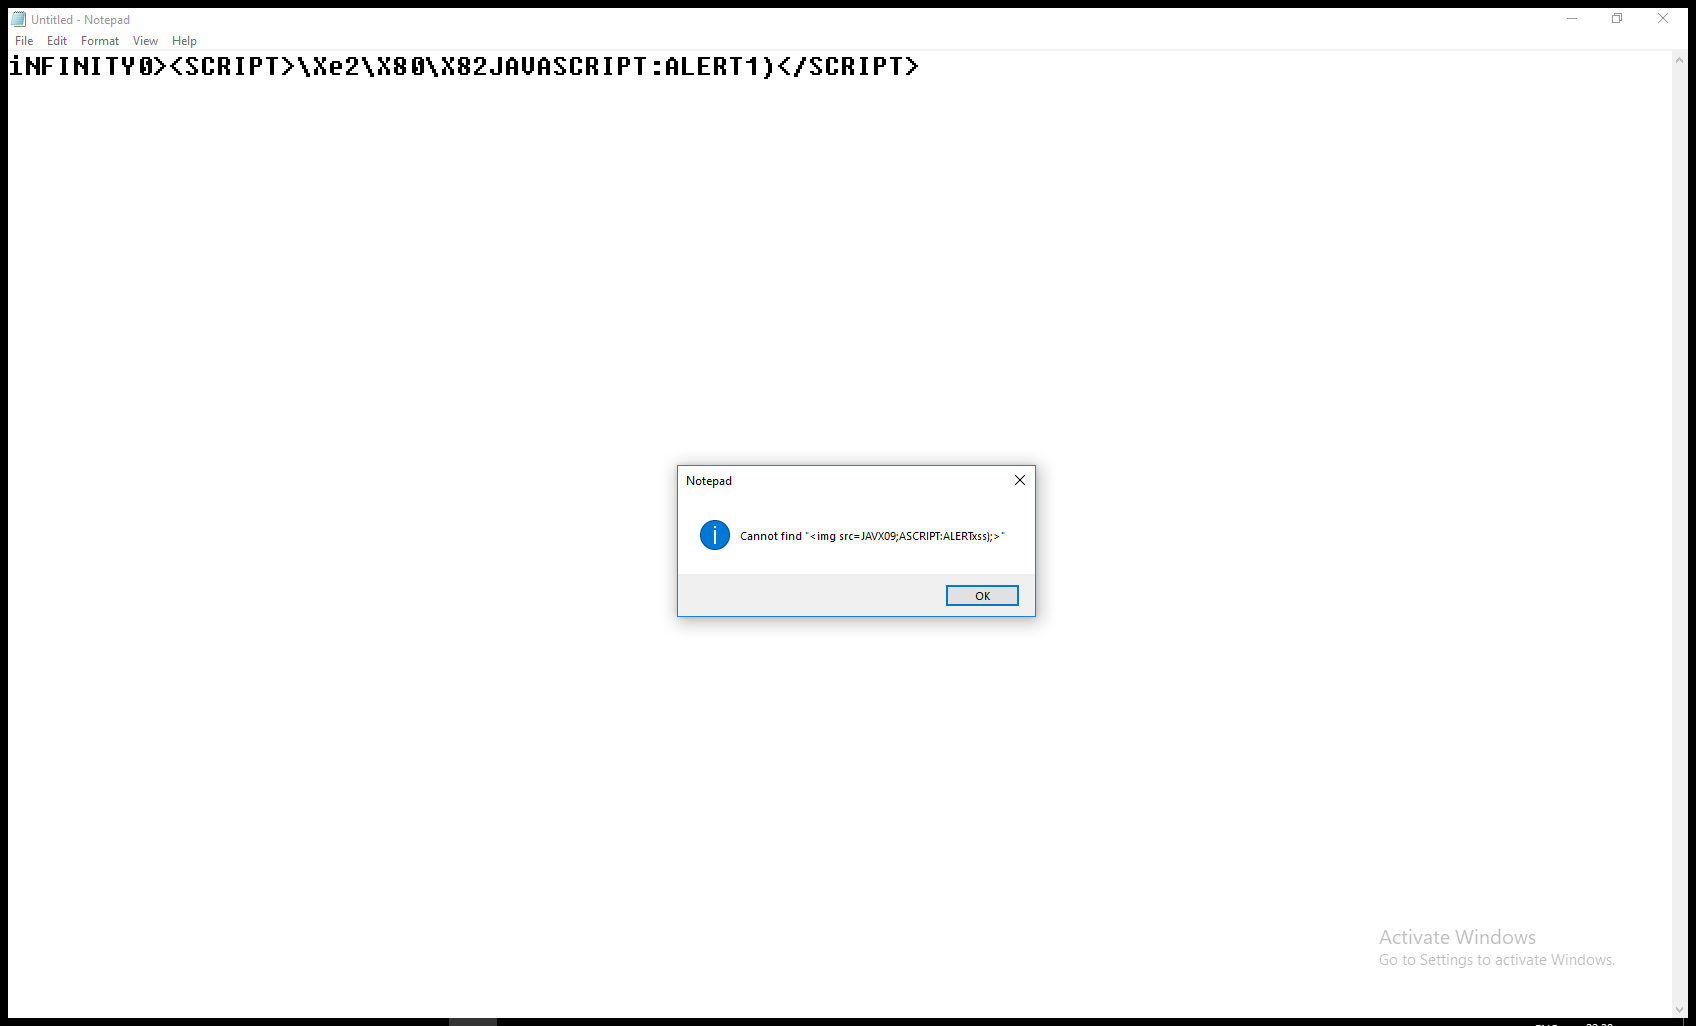 Untitled - Notepad
File Edit Format View Help
iNFINITY0><SCRIPT>\Xe2\X80\X82JAVASCRIPT:ALERT1)</SCRIPT>
Notepad
Cannot find "<img src=JAVX09;ASCRIPT:ALERTxss);>"
OK
Activate Windows
Go to Settings to activate Windows.